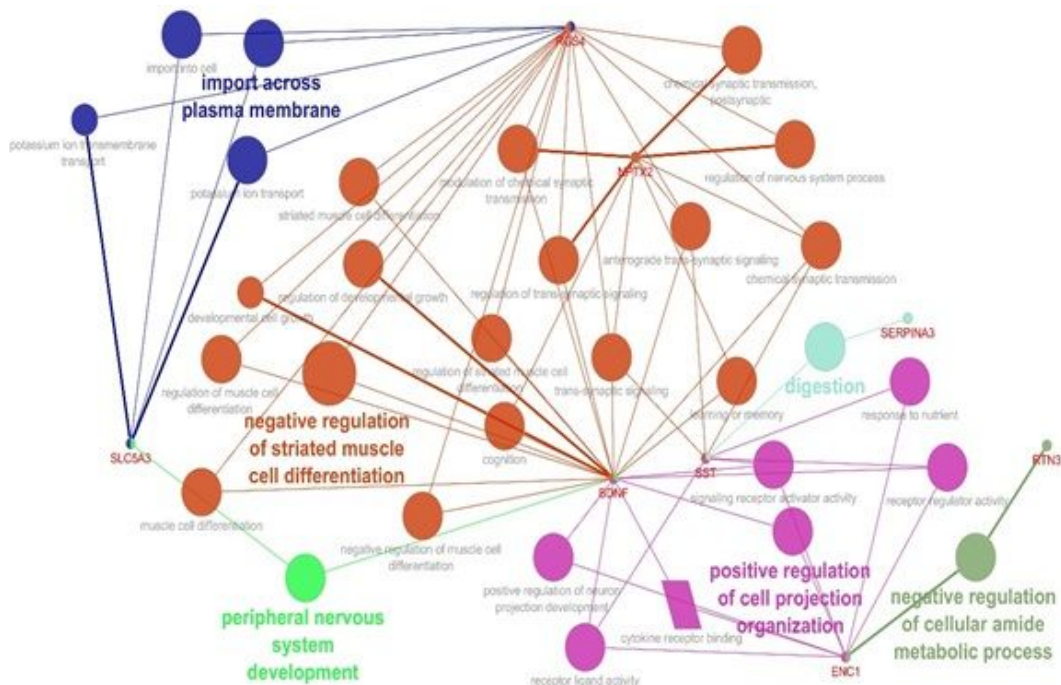 RGS4
import into cell
import across
plasma membrane
chemical synaptic transmission,
postsynaptic
potassium ion transmembrane
transport
potassium ion transport
modulation of chemical synaptic
transmission
NPTX2
regulation of nervous system process
striated muscle cell differentiation
anterograde trans-synaptic signaling
chemical synaptic transmission
regulation of developmental growth
regulation of trans-synaptic signaling
developmental cell growth
SERPINA3
regulation of striated muscle
cell differentiation
trans-synaptic signaling
digestion
regulation of muscle cell
differentiation
learning or memory
response to nutrient
negative regulation
of striated muscle
cell differentiation
cognition
SLC5A3
SST
RTN3
BDNF
signaling receptor activator activity
receptor regulator activity
muscle cell differentiation
negative regulation of muscle cell
differentiation
positive regulation of neuron
projection development
positive regulation
of cell projection
organization
negative regulation
of cellular amide
metabolic process
peripheral nervous
system
development
cytokine receptor binding
receptor ligand activity
ENC1